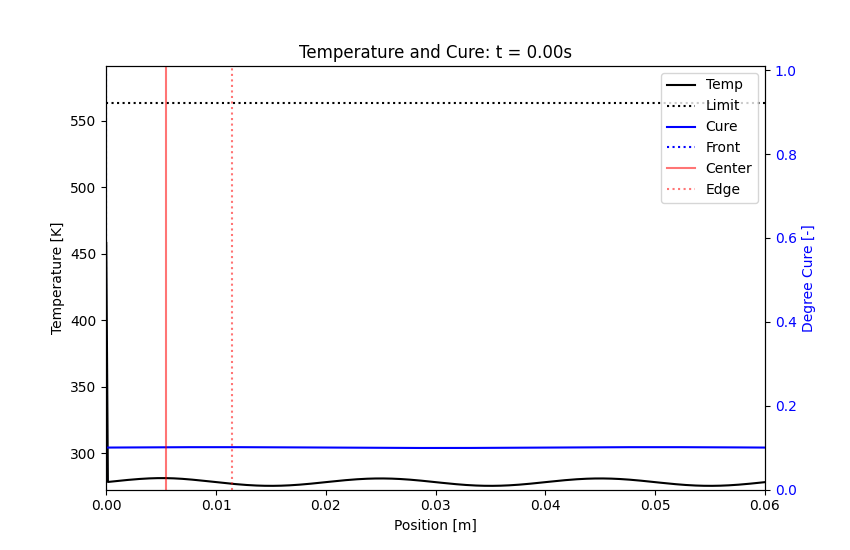 Temperature and Cure: t = 0.00s
Temp
Limit
Cure
Front
Center
Edge
550
500
450
400
350
300
Temperature [K]
1.0
0.8
0.6
0.4
0.2
0.0
Degree Cure [-]
0.00 0.01 0.02 0.03 0.04 0.05 0.06
Position [m]